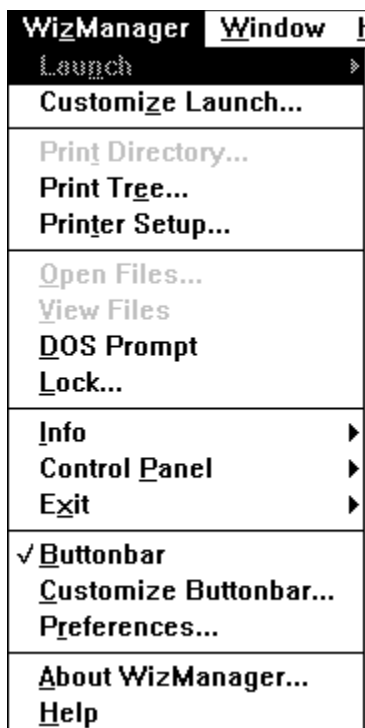 WizManager Window
Launch
Customize Launch...
Print Directory...
Print Tree...
Printer Setup...
Open Files...
View Files
DOS Prompt
Lock...
Info
Control Panel
Exit
√ Buttonbar
Customize Buttonbar...
Preferences...
About WizManager...
Help